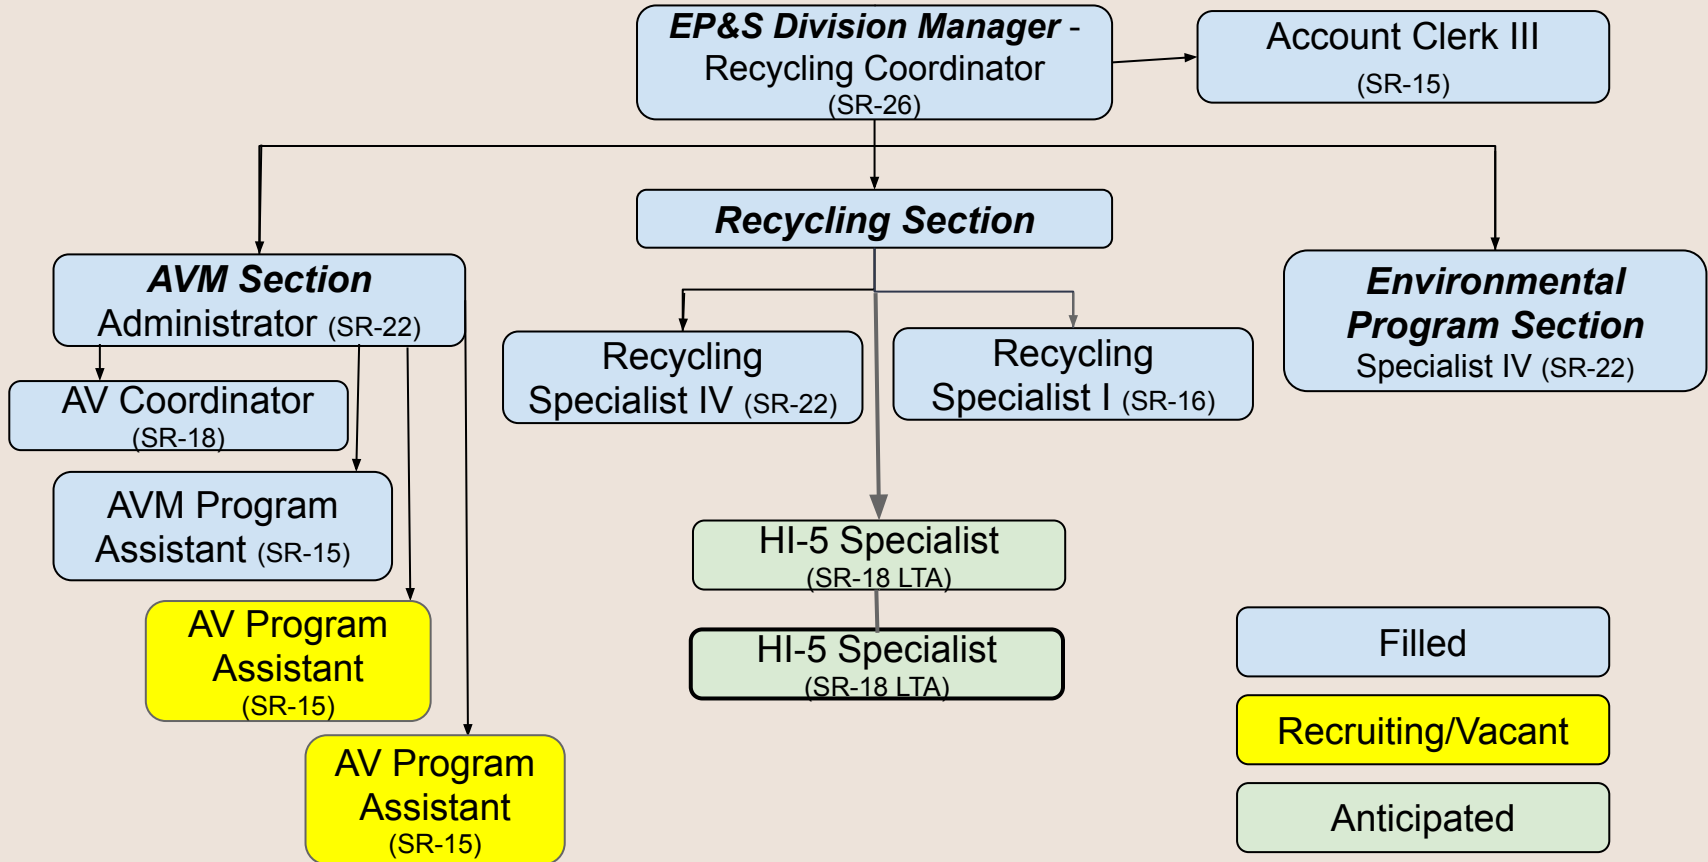 EP&S Division Manager -
Recycling Coordinator
(SR-26)
Account Clerk III
(SR-15)
Recycling Section
AVM Section
Administrator (SR-22)
Environmental
Program Section
Specialist IV (SR-22)
Recycling
Specialist IV (SR-22)
Recycling
Specialist I (SR-16)
AV Coordinator
(SR-18)
AVM Program
Assistant (SR-15)
HI-5 Specialist
(SR-18 LTA)
AV Program
Assistant
(SR-15)
HI-5 Specialist
(SR-18 LTA)
AV Program
Assistant
(SR-15)
Filled
Recruiting/Vacant
Anticipated